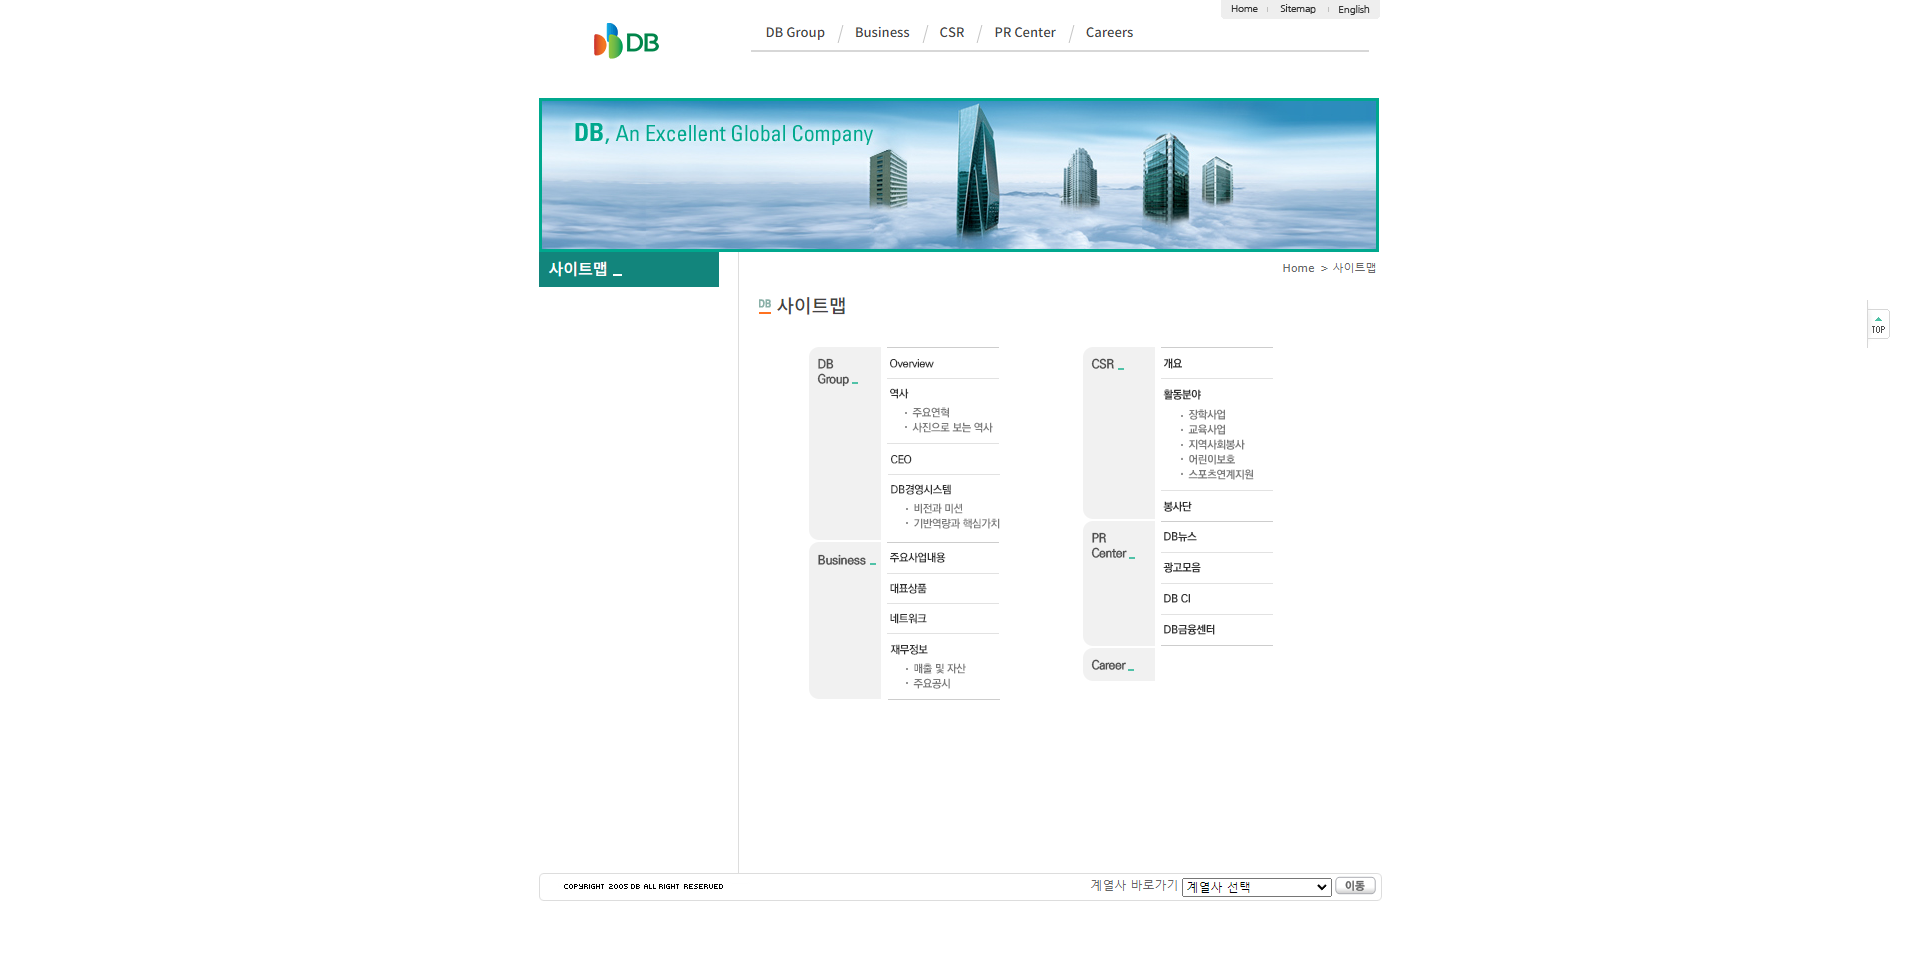 Home
Sitemap
English
DB
DB Group
Business
CSR
PR Center
Careers
DB, An Excellent Global Company
사이트맵 _
Home > 사이트맵
DB 사이트맵
TOP
DB
Group _
Overview
역사
· 주요연혁
· 사진으로 보는 역사
CEO
DB경영시스템
· 비전과 미션
· 기반역량과 핵심가치
Business _
주요사업내용
대표상품
네트워크
재무정보
· 매출 및 자산
· 주요공시
CSR _
개요
활동분야
· 장학사업
· 교육사업
· 지역사회봉사
· 어린이보호
· 스포츠연계지원
봉사단
PR
Center _
DB뉴스
광고모음
DB CI
DB금융센터
Career _
COPYRIGHT 2005 DB ALL RIGHT RESERVED
계열사 바로가기
계열사 선택
이동